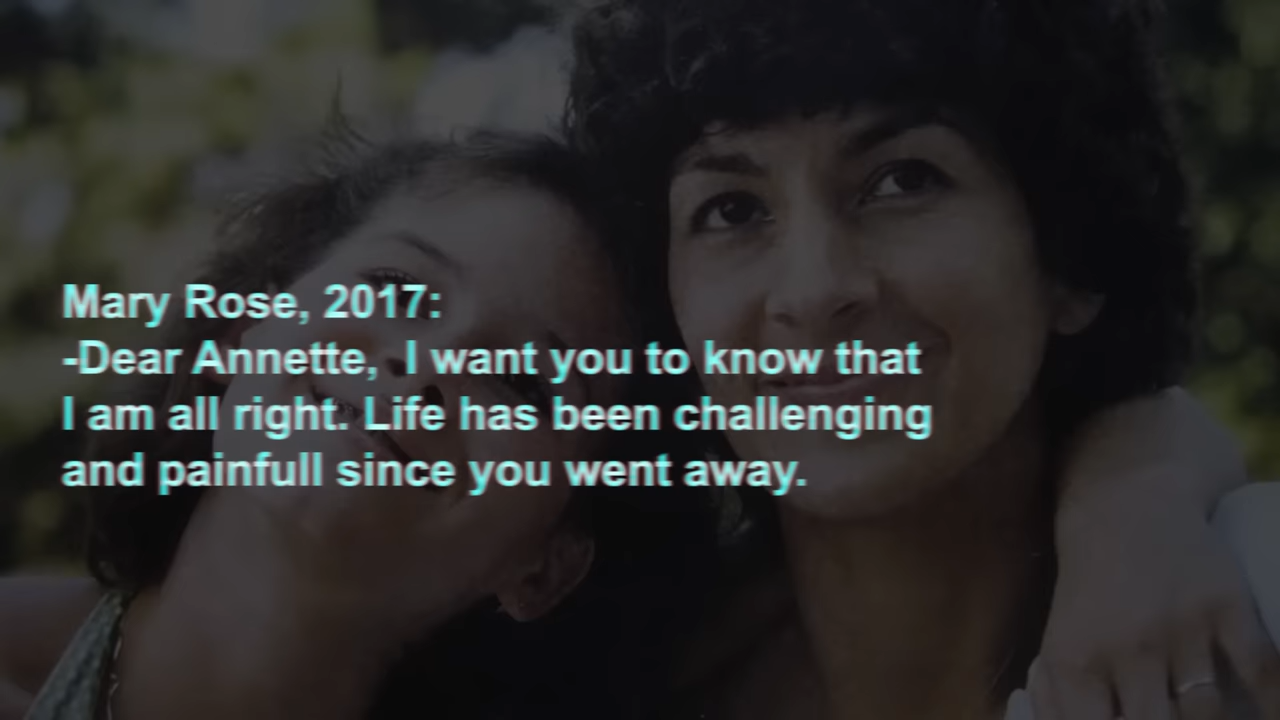 Mary Rose, 2017:
-Dear Annette, I want you to know that
I am all right. Life has been challenging
and painfull since you went away.